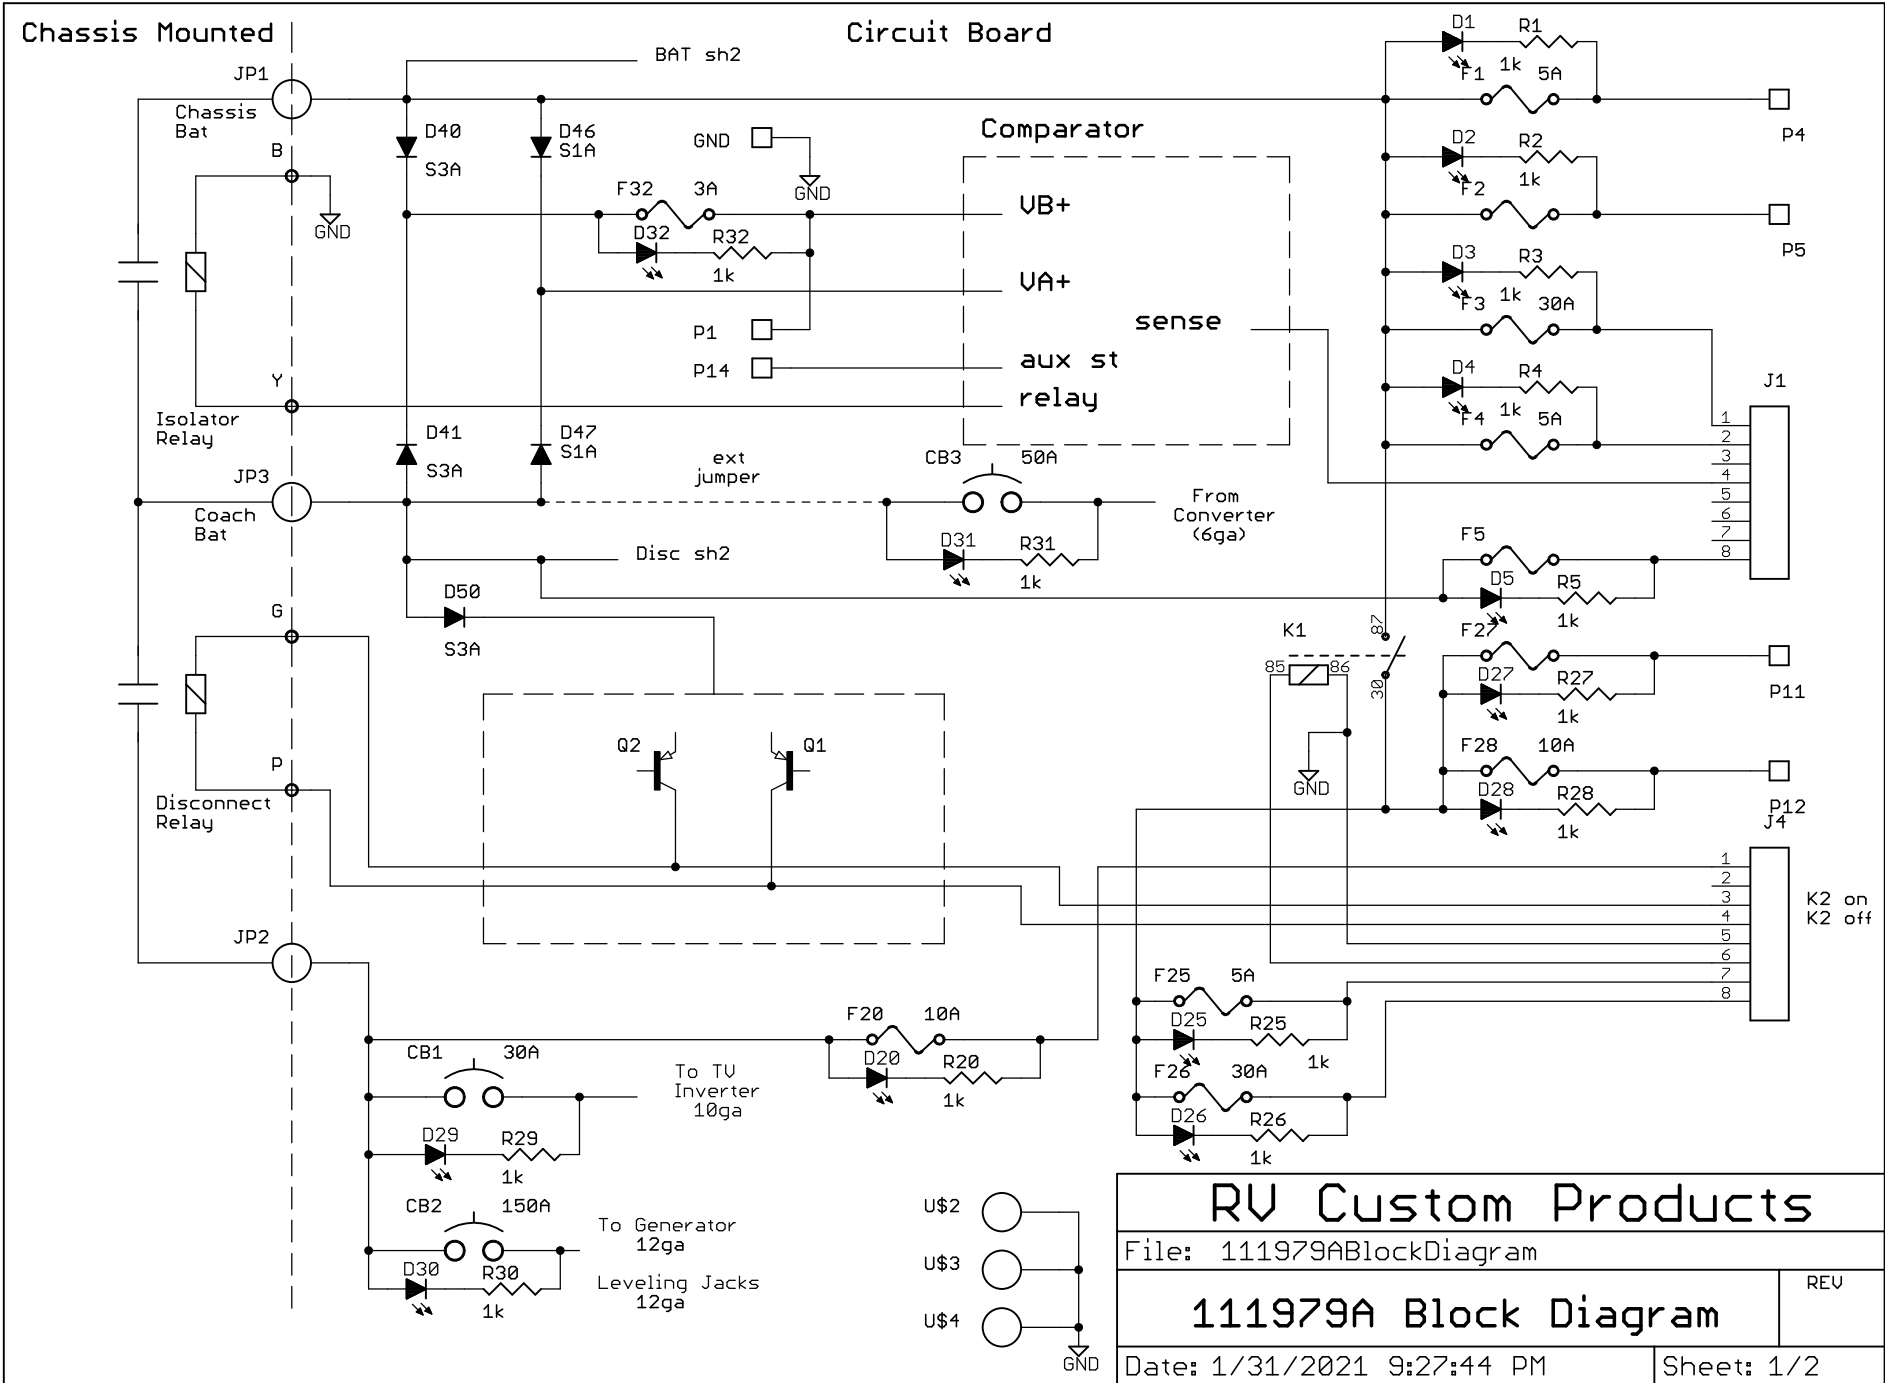 Chassis Mounted
Circuit Board
JP1
Chassis
Bat
B
GND
BAT sh2
D40
S3A
D46
S1A
GND
GND
F32
3A
D32
R32
1k
P1
P14
Comparator
VB+
VA+
sense
aux st
relay
Y
Isolator
Relay
D41
S3A
D47
S1A
JP3
Coach
Bat
ext
jumper
CB3
50A
D31
R31
1k
From
Converter
(6ga)
Disc sh2
D50
S3A
G
P
Disconnect
Relay
Q2
Q1
JP2
D1
R1
1k
F1
5A
P4
D2
R2
1k
F2
P5
D3
R3
1k
F3
30A
D4
R4
1k
F4
5A
J1
1
2
3
4
5
6
7
8
F5
D5
R5
1k
K1
85
86
87
30
GND
F27
D27
R27
1k
P11
F28
10A
D28
R28
1k
P12
J4
1
2
3
4
5
6
7
8
K2 on
K2 off
F25
5A
D25
R25
1k
F26
30A
D26
R26
1k
F20
10A
D20
R20
1k
CB1
30A
D29
R29
1k
To TV
Inverter
10ga
CB2
150A
D30
R30
1k
To Generator
12ga
Leveling Jacks
12ga
U$2
U$3
U$4
GND
RV Custom Products
File: 111979ABlockDiagram
111979A Block Diagram
REV
Date: 1/31/2021 9:27:44 PM
Sheet: 1/2